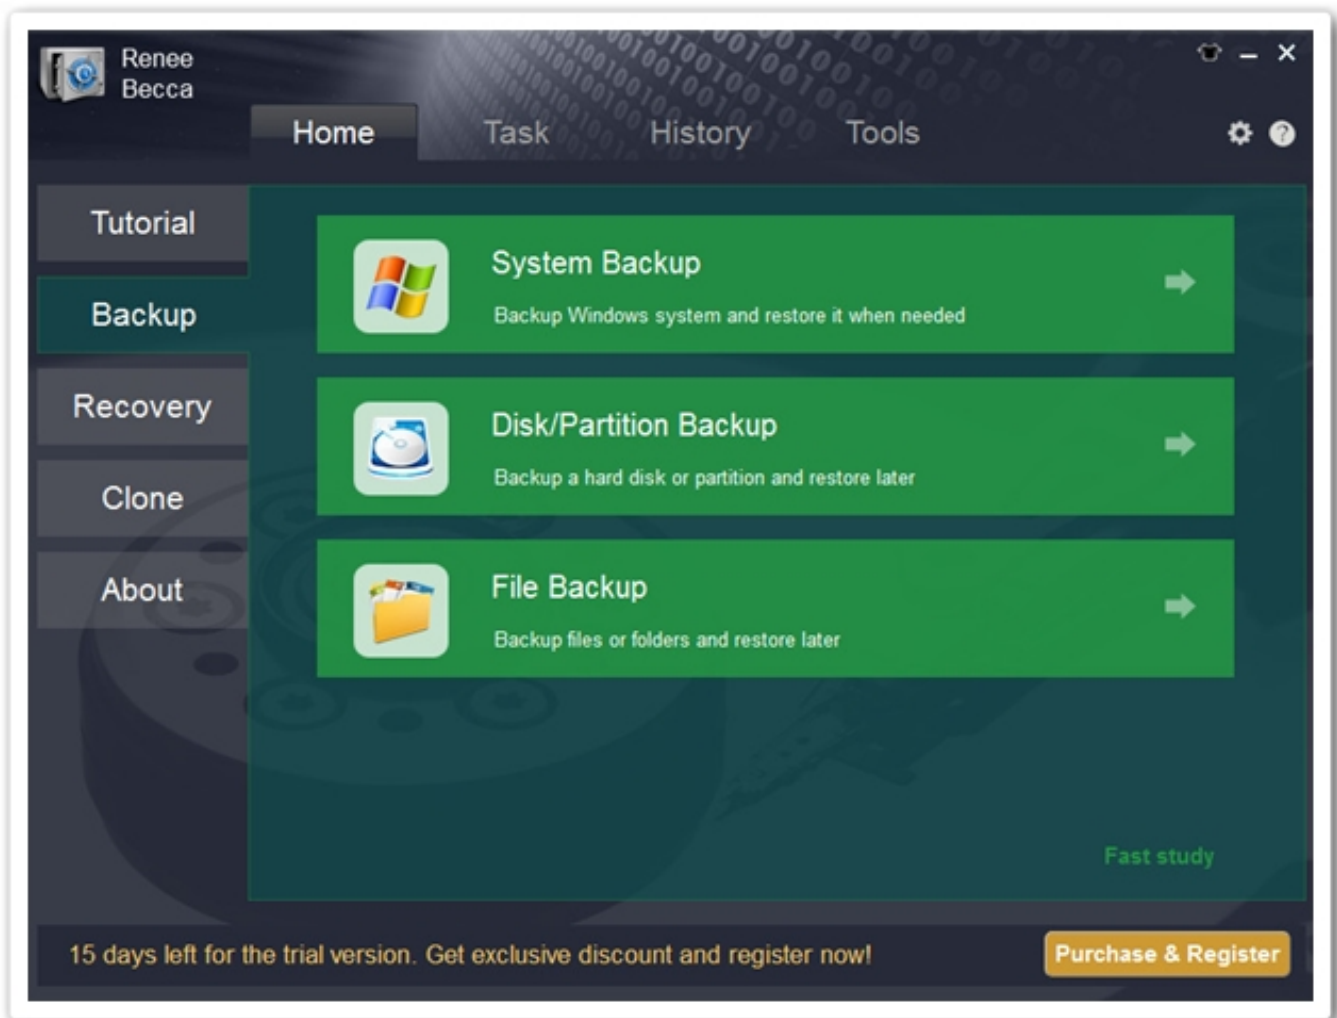 Renee
Becca
Home
Task
History
Tools
Tutorial
Backup
Recovery
Clone
About
System Backup
Backup Windows system and restore it when needed
Disk/Partition Backup
Backup a hard disk or partition and restore later
File Backup
Backup files or folders and restore later
Fast study
15 days left for the trial version. Get exclusive discount and register now!
Purchase & Register